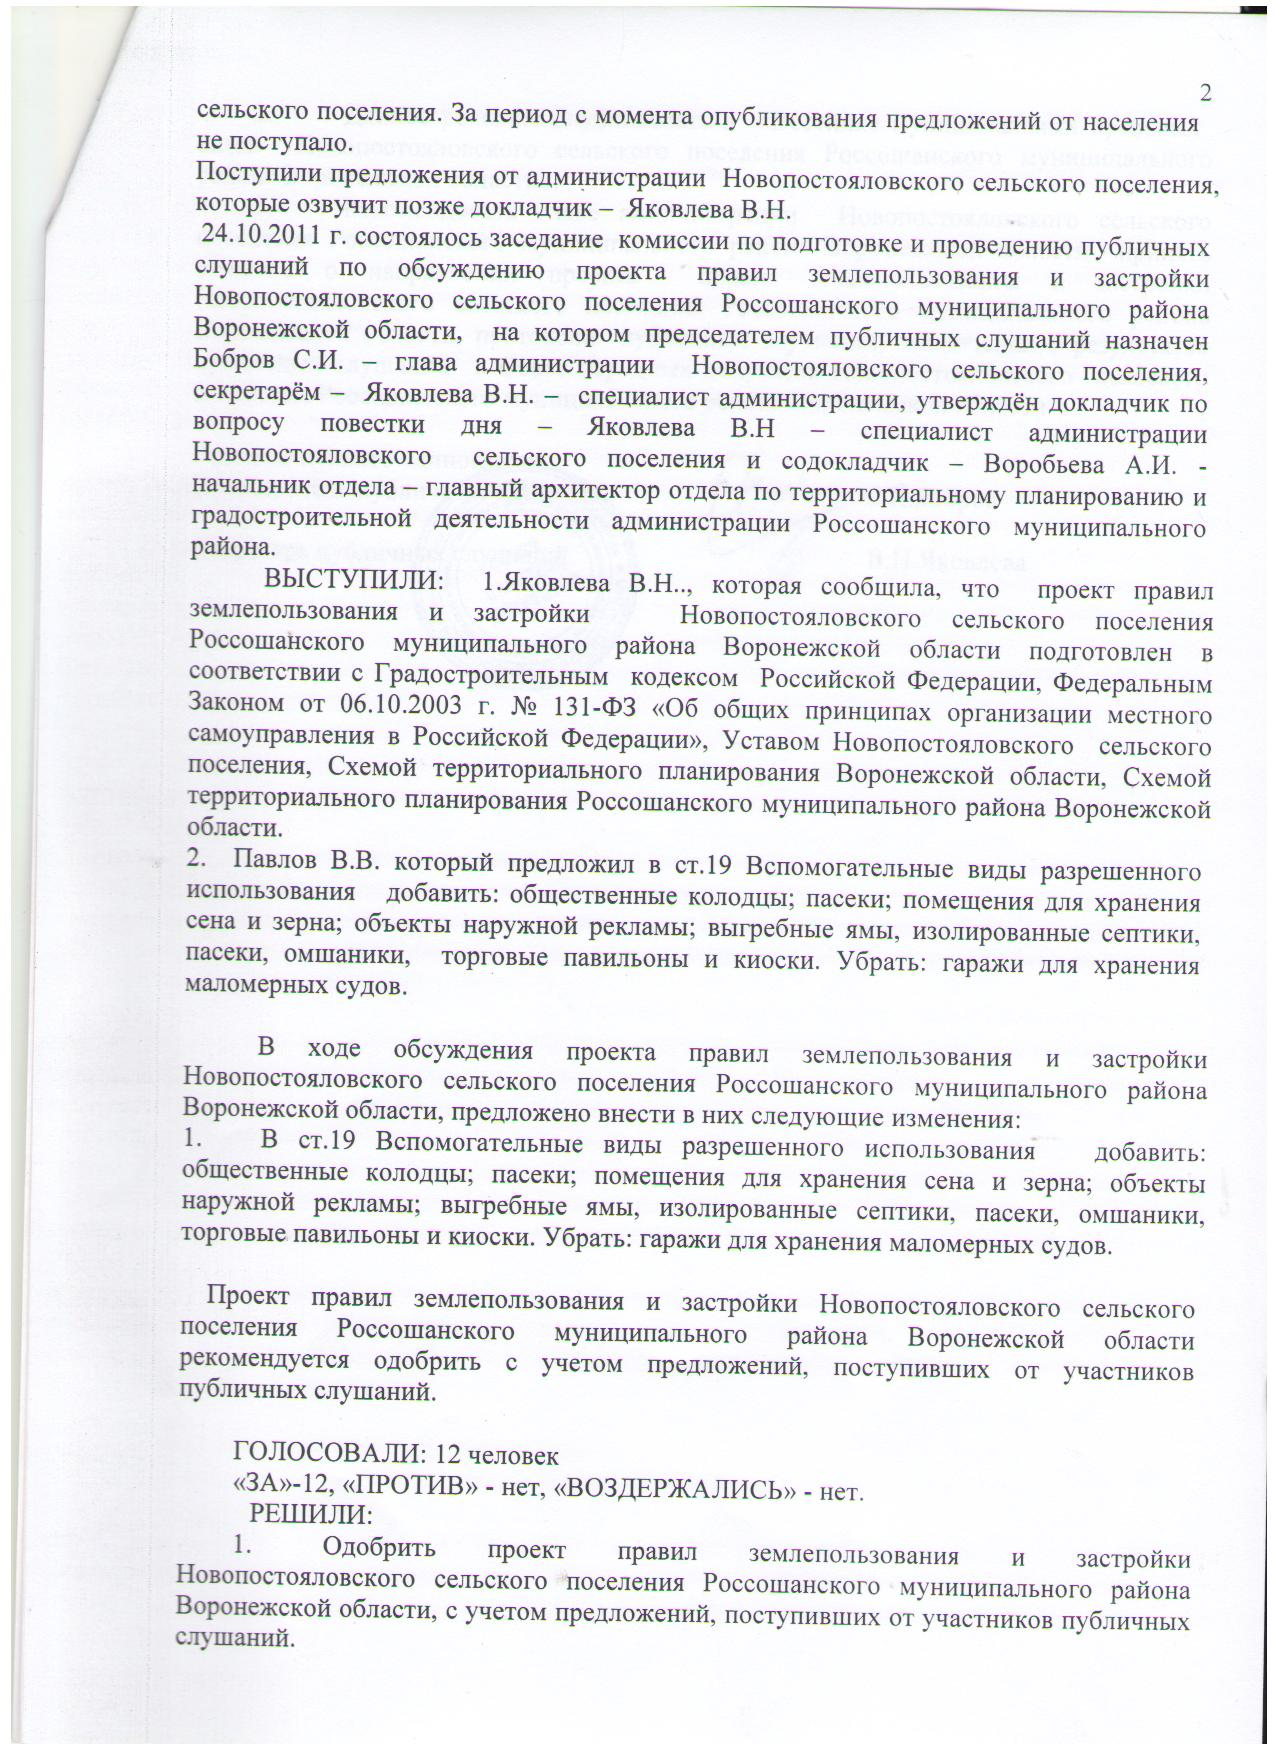 2
сельского поселения. За период с момента опубликования предложений от населения
не поступало.
Поступили предложения от администрации Новопостояловского сельского поселения,
которые озвучит позже докладчик – Яковлева В.Н.
24.10.2011 г. состоялось заседание комиссии по подготовке и проведению публичных
слушаний по обсуждению проекта правил землепользования и застройки
Новопостояловского сельского поселения Россошанского муниципального района
Воронежской области, на котором председателем публичных слушаний назначен
Бобров С.И. – глава администрации Новопостояловского сельского поселения,
секретарём – Яковлева В.Н. – специалист администрации, утверждён докладчик по
вопросу повестки дня – Яковлева В.Н – специалист администрации
Новопостояловского сельского поселения и содокладчик – Воробьева А.И. -
начальник отдела – главный архитектор отдела по территориальному планированию и
градостроительной деятельности администрации Россошанского муниципального
района.
ВЫСТУПИЛИ: 1.Яковлева В.Н.., которая сообщила, что проект правил
землепользования и застройки Новопостояловского сельского поселения
Россошанского муниципального района Воронежской области подготовлен в
соответствии с Градостроительным кодексом Российской Федерации, Федеральным
Законом от 06.10.2003 г. № 131-ФЗ «Об общих принципах организации местного
самоуправления в Российской Федерации», Уставом Новопостояловского сельского
поселения, Схемой территориального планирования Воронежской области, Схемой
территориального планирования Россошанского муниципального района Воронежской
области.
2. Павлов В.В. который предложил в ст.19 Вспомогательные виды разрешенного
использования добавить: общественные колодцы; пасеки; помещения для хранения
сена и зерна; объекты наружной рекламы; выгребные ямы, изолированные септики,
пасеки, омшаники, торговые павильоны и киоски. Убрать: гаражи для хранения
маломерных судов.
В ходе обсуждения проекта правил землепользования и застройки
Новопостояловского сельского поселения Россошанского муниципального района
Воронежской области, предложено внести в них следующие изменения:
1. В ст.19 Вспомогательные виды разрешенного использования добавить:
общественные колодцы; пасеки; помещения для хранения сена и зерна; объекты
наружной рекламы; выгребные ямы, изолированные септики, пасеки, омшаники,
торговые павильоны и киоски. Убрать: гаражи для хранения маломерных судов.
Проект правил землепользования и застройки Новопостояловского сельского
поселения Россошанского муниципального района Воронежской области
рекомендуется одобрить с учетом предложений, поступивших от участников
публичных слушаний.
ГОЛОСОВАЛИ: 12 человек
«ЗА»-12, «ПРОТИВ» - нет, «ВОЗДЕРЖАЛИСЬ» - нет.
РЕШИЛИ:
1. Одобрить проект правил землепользования и застройки
Новопостояловского сельского поселения Россошанского муниципального района
Воронежской области, с учетом предложений, поступивших от участников публичных
слушаний.